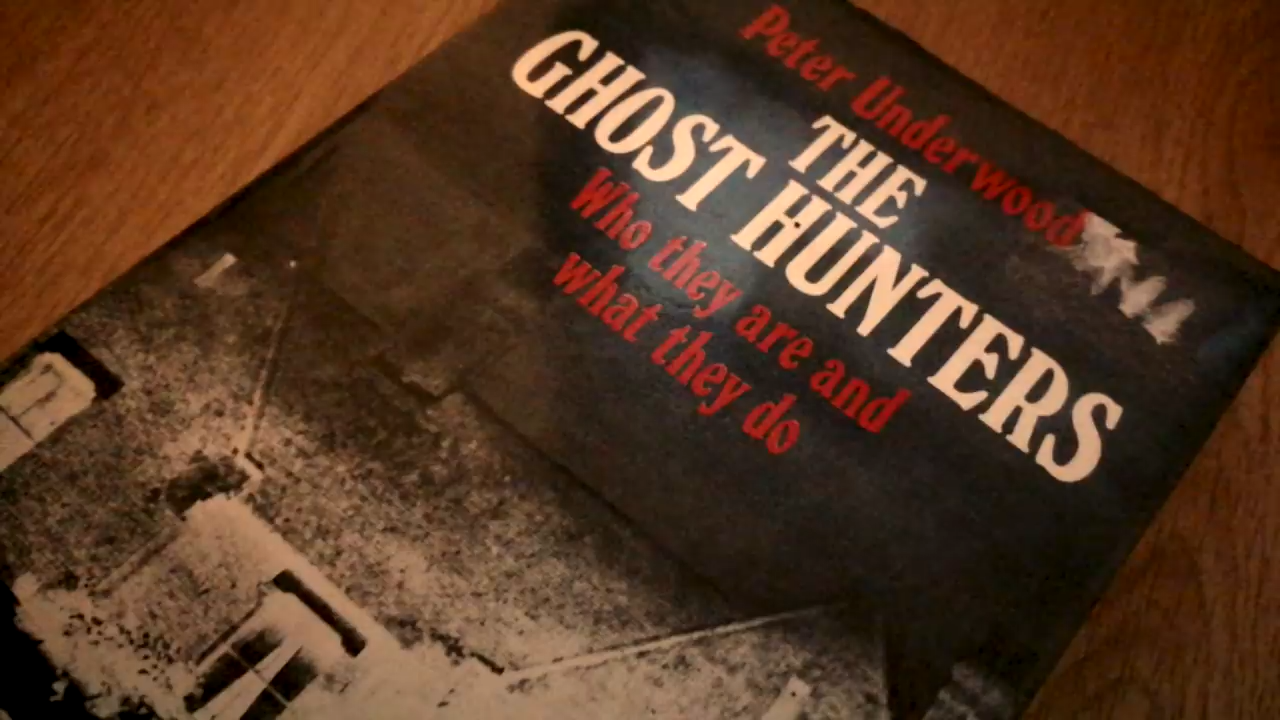 Peter Underwood
THE
GHOST HUNTERS
Who they are and
what they do